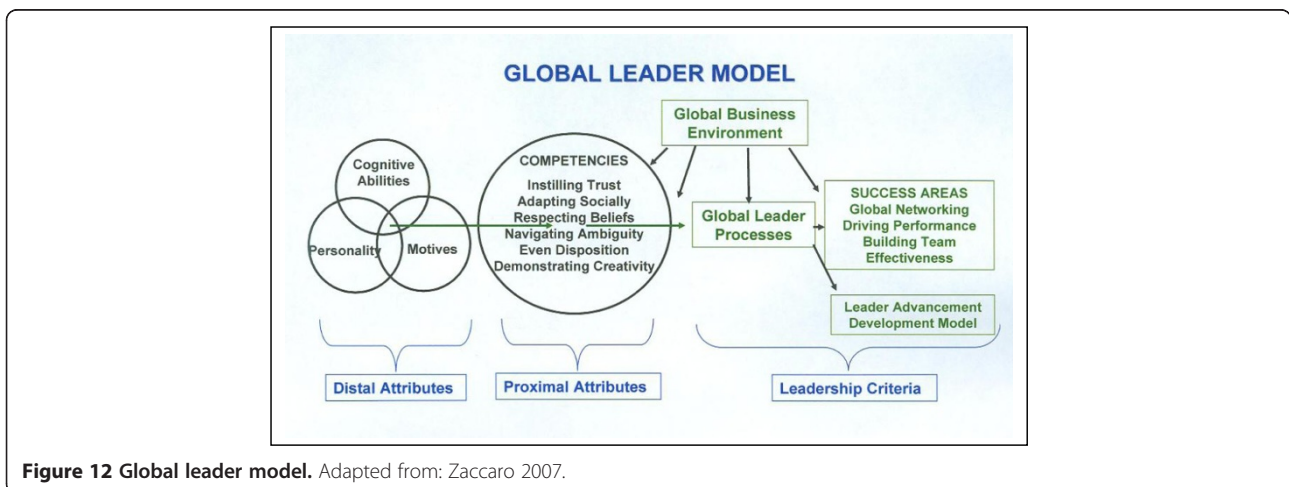 GLOBAL LEADER MODEL
Global Business
Environment
Cognitive
Abilities
Personality
Motives
COMPETENCIES
Instilling Trust
Adapting Socially
Respecting Beliefs
Navigating Ambiguity
Even Disposition
Demonstrating Creativity
Global Leader
Processes
SUCCESS AREAS
Global Networking
Driving Performance
Building Team
Effectiveness
Leader Advancement
Development Model
Distal Attributes
Proximal Attributes
Leadership Criteria
Figure 12 Global leader model. Adapted from: Zaccaro 2007.